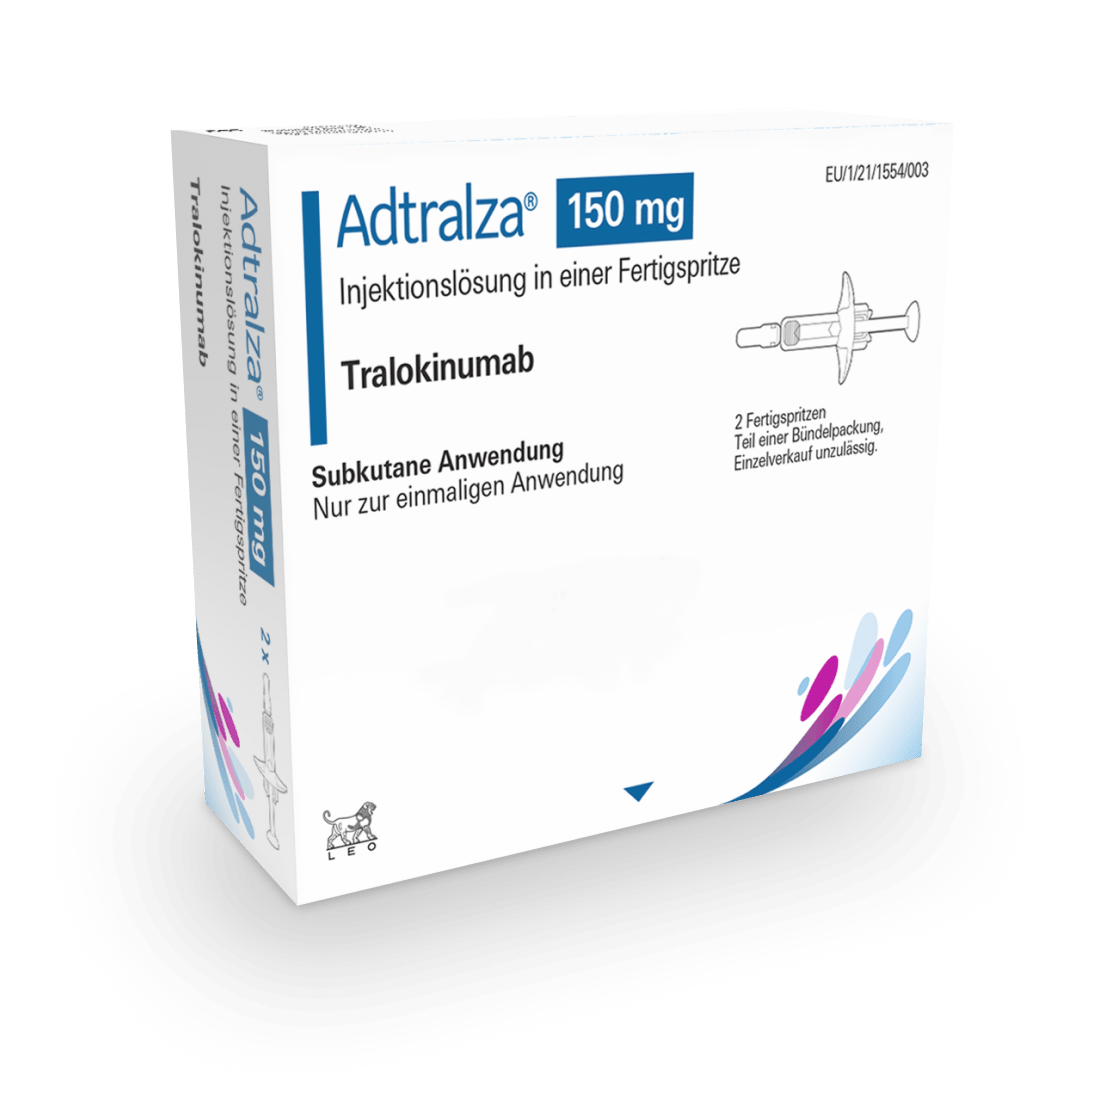 EU/1/21/1554/003
Adtralza® 150 mg
Injektionslösung in einer Fertigspritze
Tralokinumab
Subkutane Anwendung
Nur zur einmaligen Anwendung
2 Fertigspritzen
Teil einer Bündelpackung,
Einzelverkauf unzulässig.
LEO
Adtralza® 150 mg
Injektionslösung in einer Fertigspritze
Tralokinumab
2 x